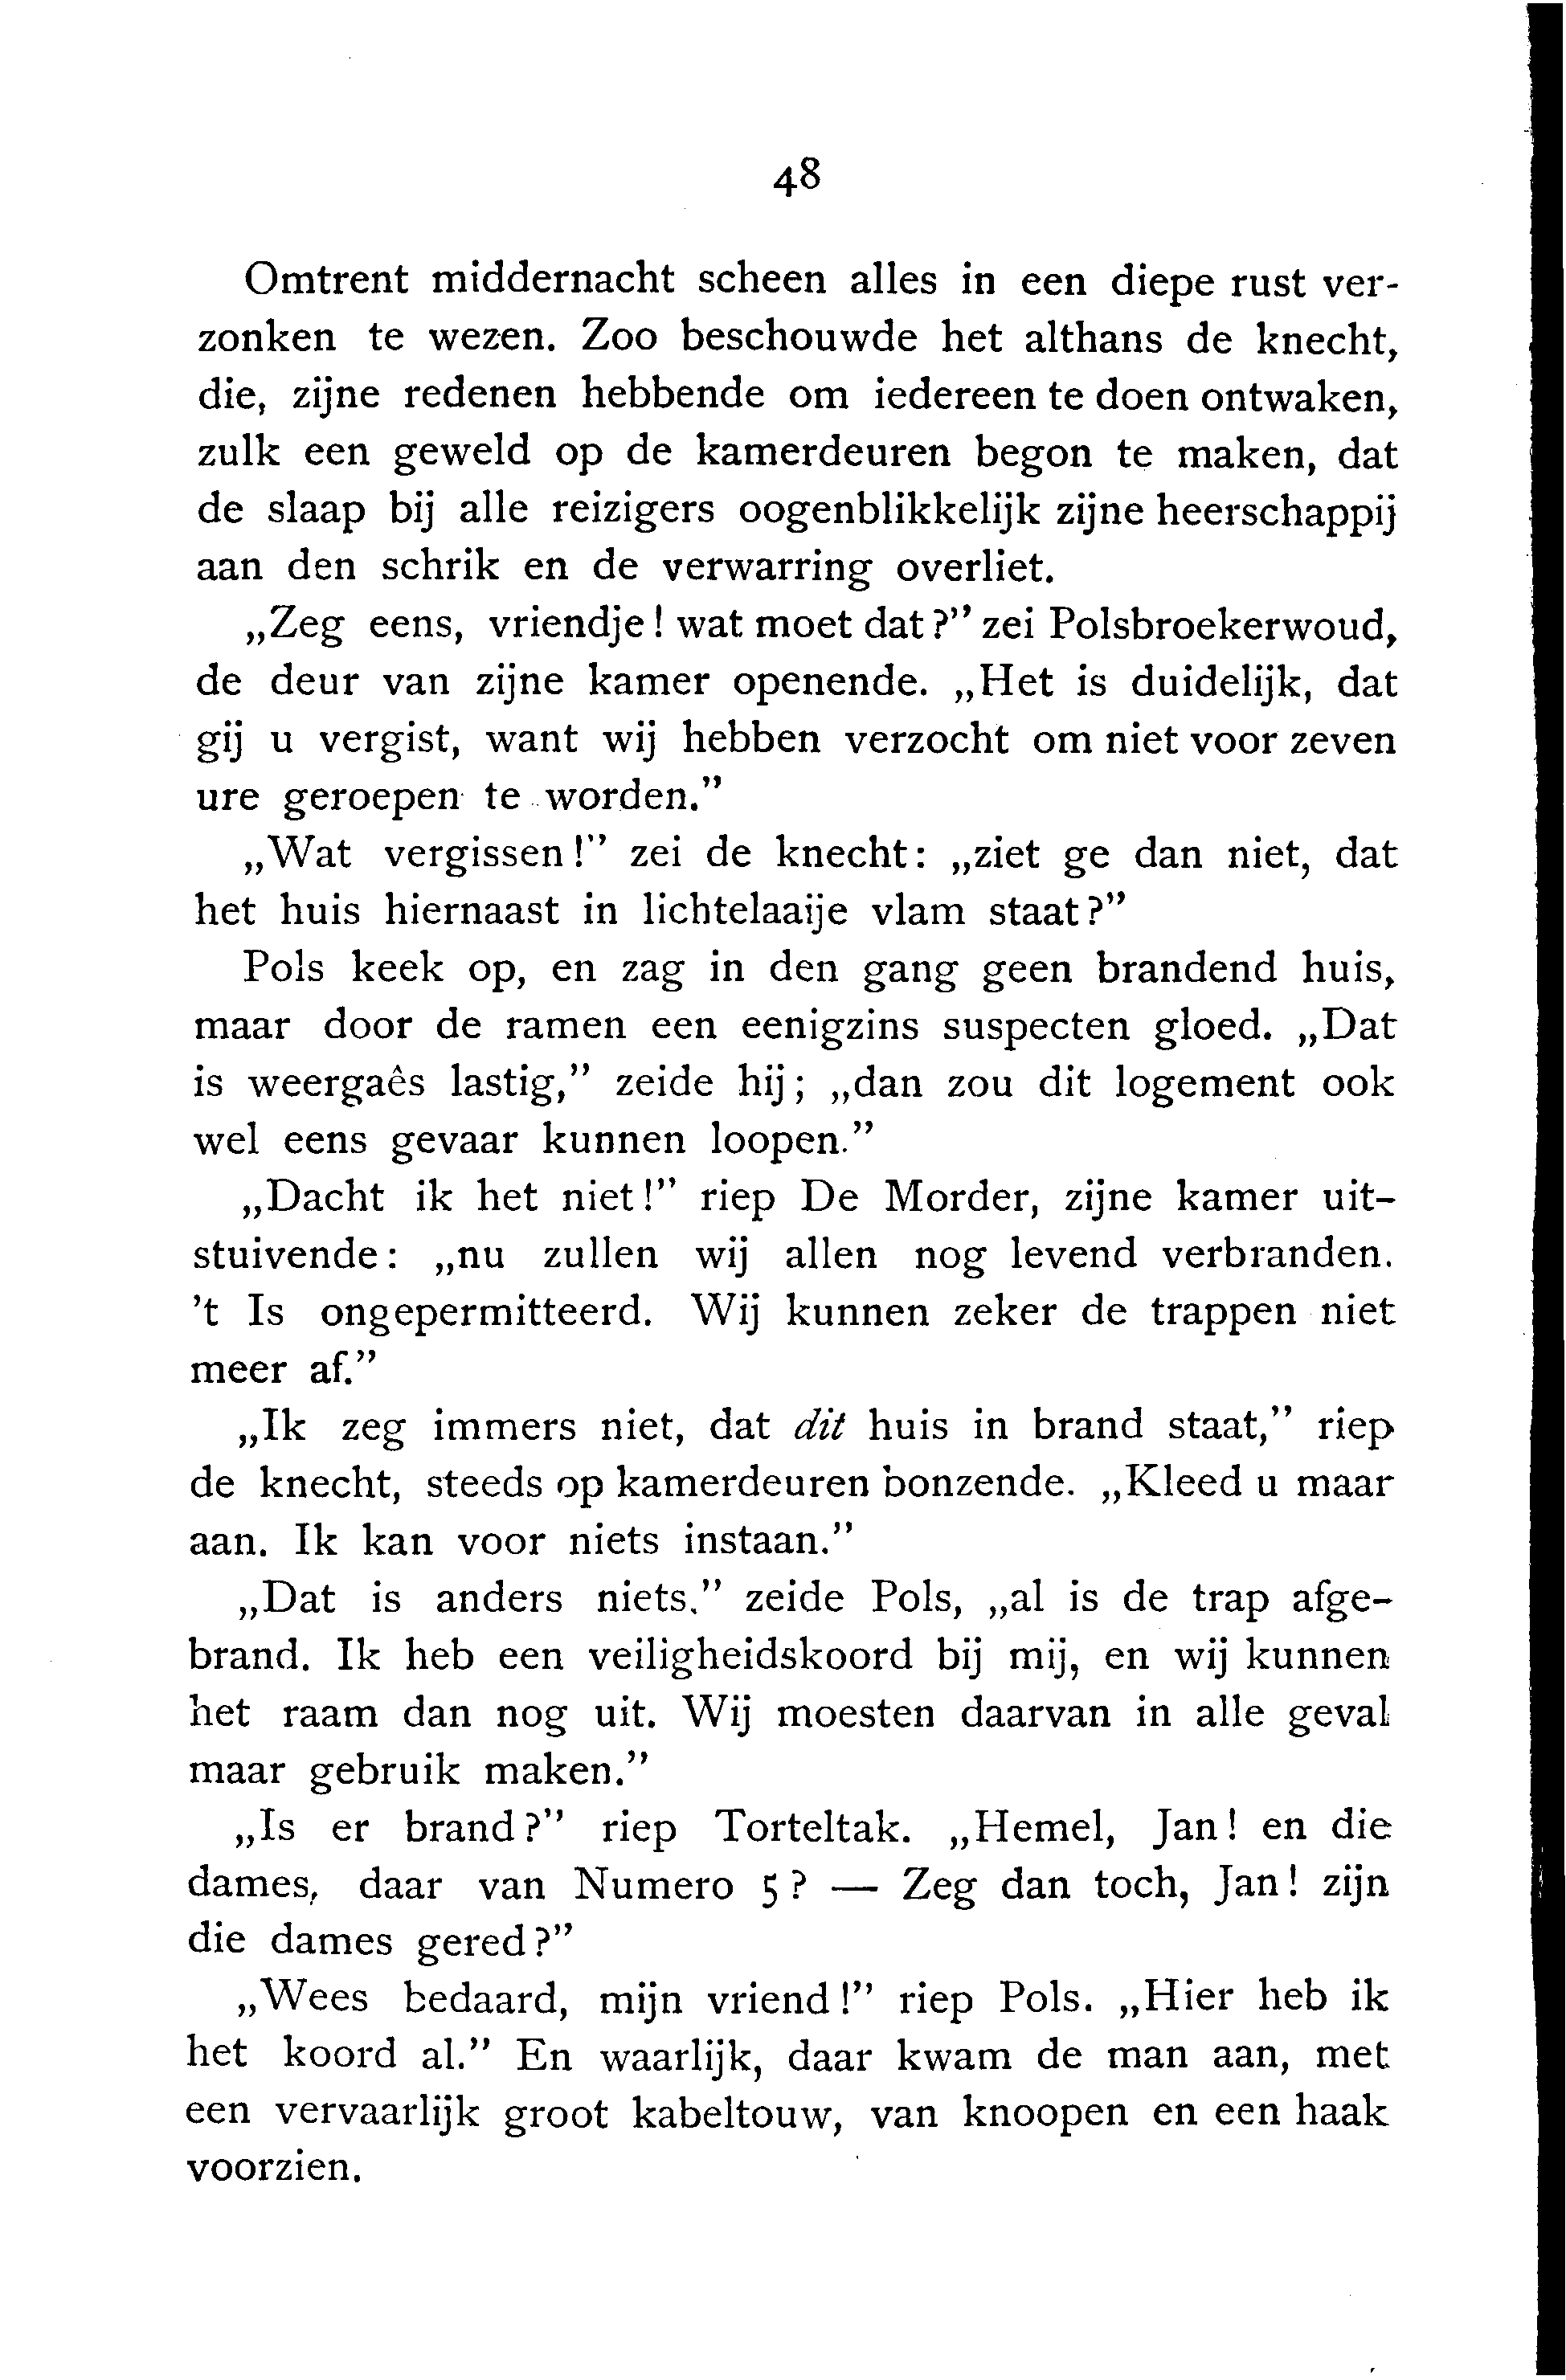 48
Omtrent middernacht scheen alles in een diepe rust ver-
zonken te wezen. Zoo beschouwde het althans de knecht,
die, zijne redenen hebbende om iedereen te doen ontwaken,
zulk een geweld op de kamerdeuren begon te maken, dat
de slaap bij alle reizigers oogenblikkelijk zijne heerschappij
aan den schrik en de verwarring overliet.
„Zeg eens, vriendje! wat moet dat?” zei Polsbroekerwoud,
de deur van zijne kamer openende. „Het is duidelijk, dat
gij u vergist, want wij hebben verzocht om niet voor zeven
ure geroepen te worden.”
„Wat vergissen!” zei de knecht: „ziet ge dan niet, dat
het huis hiernaast in lichtelaaije vlam staat?”
Pols keek op, en zag in den gang geen brandend huis,
maar door de ramen een eenigzins suspecten gloed. „Dat
is weergaês lastig,” zeide hij; „dan zou dit logement ook
wel eens gevaar kunnen loopen.”
„Dacht ik het niet!” riep De Morder, zijne kamer uit-
stuivende: „nu zullen wij allen nog levend verbranden.
’t Is ongepermitteerd. Wij kunnen zeker de trappen niet
meer af.”
„Ik zeg immers niet, dat dit huis in brand staat,” riep
de knecht, steeds op kamerdeuren bonzende. „Kleed u maar
aan. Ik kan voor niets instaan.”
„Dat is anders niets.” zeide Pols, „al is de trap afge-
brand. Ik heb een veiligheidskoord bij mij, en wij kunnen
het raam dan nog uit. Wij moesten daarvan in alle geval
maar gebruik maken.”
„Is er brand?” riep Torteltak. „Hemel, Jan! en die
dames, daar van Numero 5? — Zeg dan toch, Jan! zijn
die dames gered?”
„Wees bedaard, mijn vriend!” riep Pols. „Hier heb ik
het koord al.” En waarlijk, daar kwam de man aan, met
een vervaarlijk groot kabeltouw, van knoopen en een haak
voorzien.